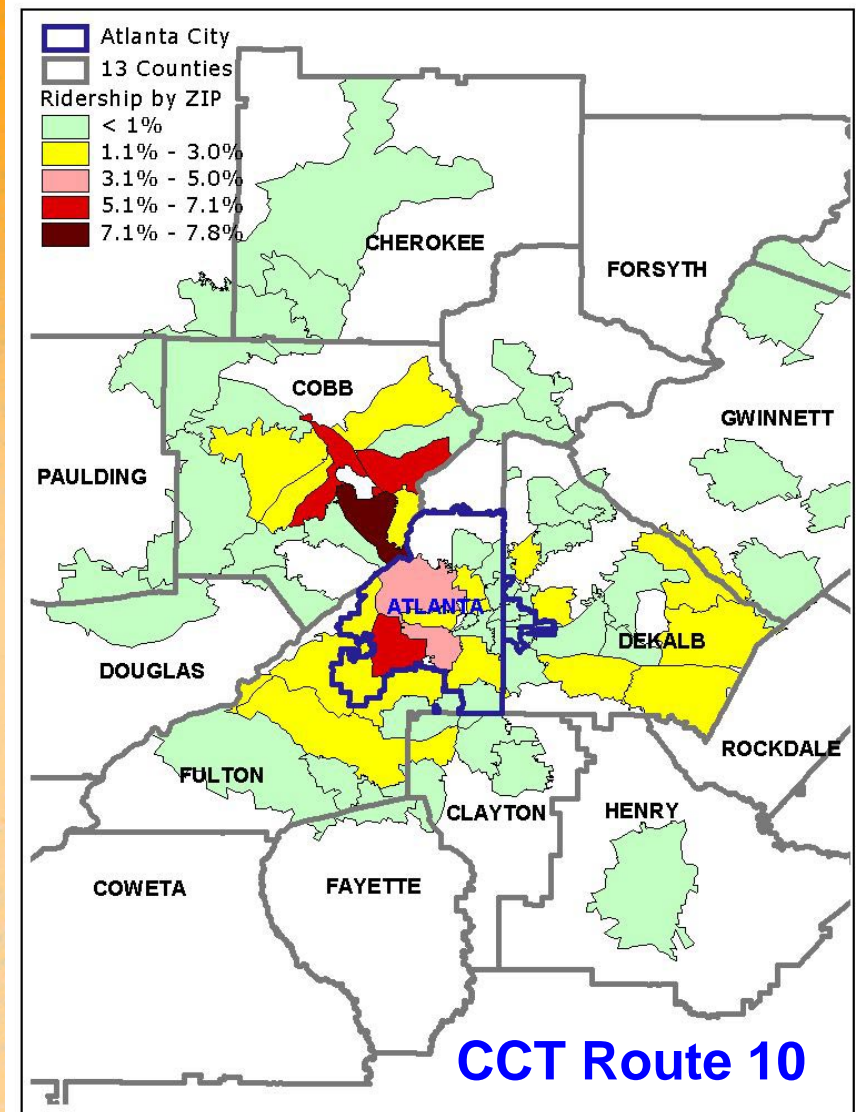 Atlanta City
13 Counties
Ridership by ZIP
< 1%
1.1% - 3.0%
3.1% - 5.0%
5.1% - 7.1%
7.1% - 7.8%
CHEROKEE
FORSYTH
COBB
GWINNETT
PAULDING
ATLANTA
DEKALB
DOUGLAS
ROCKDALE
FULTON
CLAYTON
HENRY
COWETA
FAYETTE
CCT Route 10